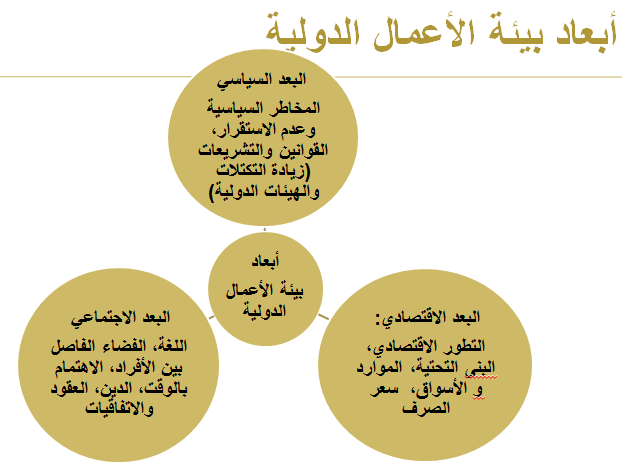 أبعاد بيئة الأعمال الدولية
البعد السياسي
المخاطر السياسية
وعدم الاستقرار،
القوانين والتشريعات
(زيادة التكتلات
والهيئات الدولية)
أبعاد
بيئة الأعمال
الدولية
البعد الاقتصادي:
التطور الاقتصادي،
البنى التحتية، الموارد
و الأسواق، سعر
الصرف
البعد الاجتماعي
اللغة، الفضاء الفاصل
بين الأفراد، الاهتمام
بالوقت، الدين، العقود
والاتفاقيات